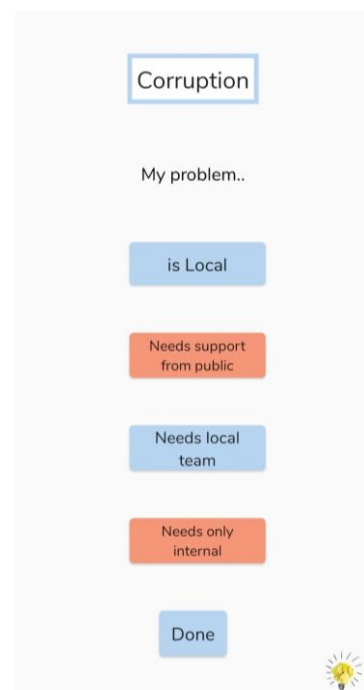 Corruption
My problem..
is Local
Needs support
from public
Needs local
team
Needs only
internal
Done